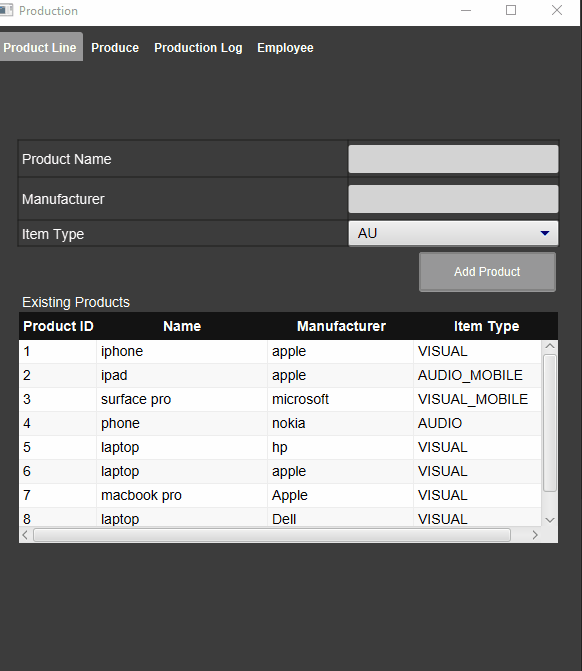 Production
Product Line Produce Production Log Employee
Product Name
Manufacturer
Item Type AU
Add Product
Existing Products
Product ID Name Manufacturer Item Type
1 iphone apple VISUAL
2 ipad apple AUDIO_MOBILE
3 surface pro microsoft VISUAL_MOBILE
4 phone nokia AUDIO
5 laptop hp VISUAL
6 laptop apple VISUAL
7 macbook pro Apple VISUAL
8 laptop Dell VISUAL